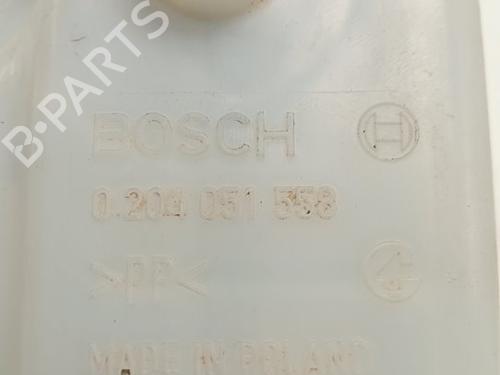 B-PARTS
BOSCH
0 204 051 558
>PP<
MADE IN POLAND